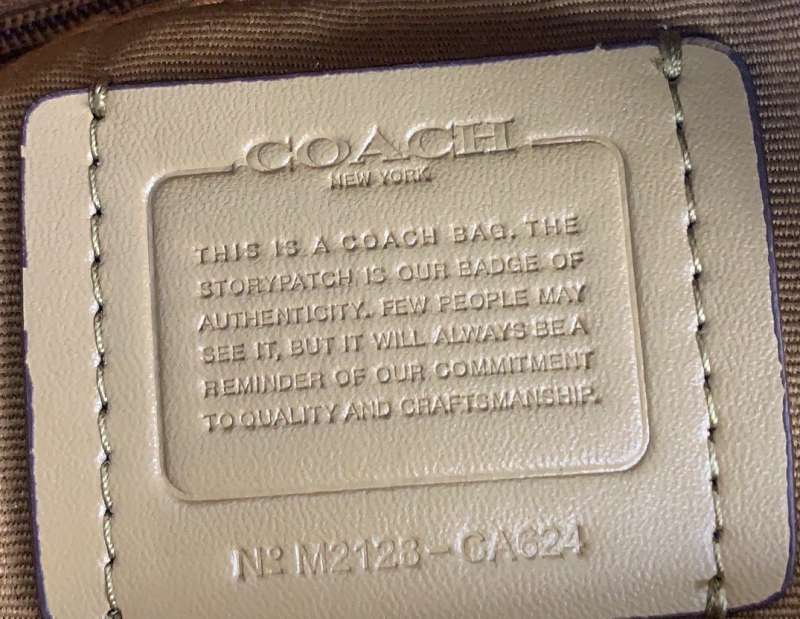 COACH
NEW YORK
THIS IS A COACH BAG. THE
STORYPATCH IS OUR BADGE OF
AUTHENTICITY. FEW PEOPLE MAY
SEE IT, BUT IT WILL ALWAYS BE A
REMINDER OF OUR COMMITMENT
TO QUALITY AND CRAFTSMANSHIP.
Nº M2123-CA624